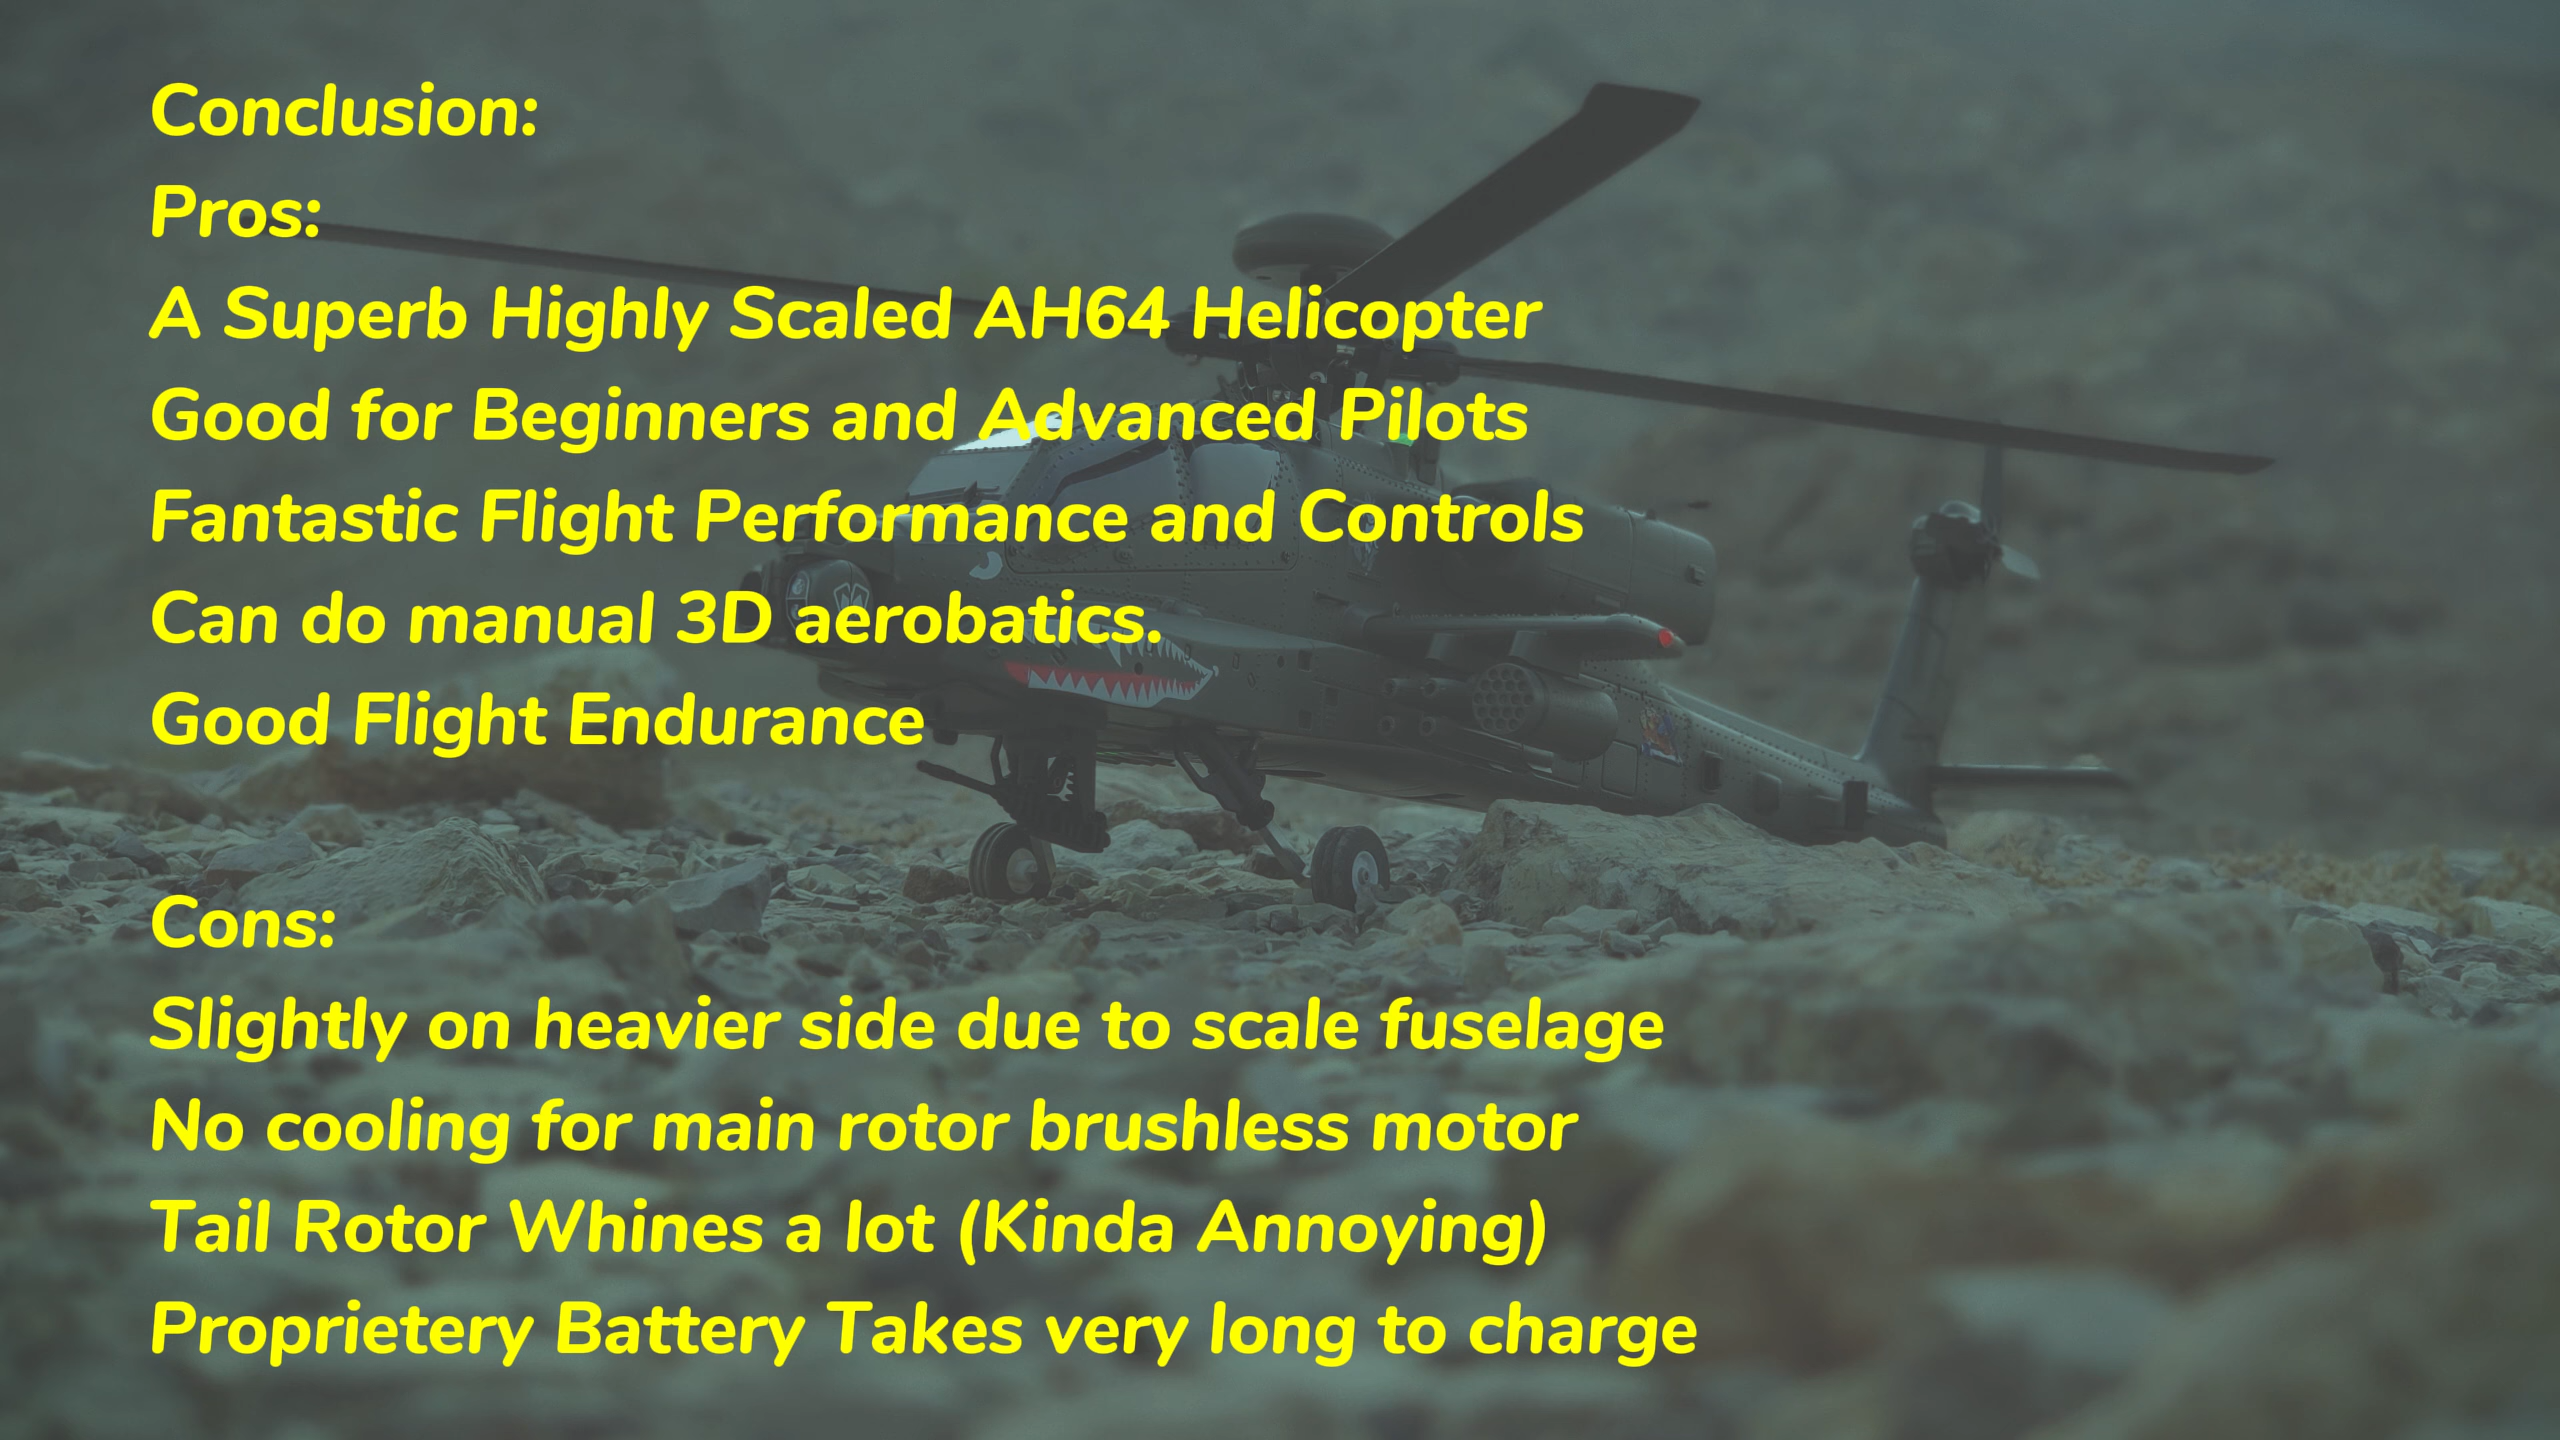 Conclusion:
Pros:
A Superb Highly Scaled AH64 Helicopter
Good for Beginners and Advanced Pilots
Fantastic Flight Performance and Controls
Can do manual 3D aerobatics.
Good Flight Endurance
Cons:
Slightly on heavier side due to scale fuselage
No cooling for main rotor brushless motor
Tail Rotor Whines a lot (Kinda Annoying)
Proprietery Battery Takes very long to charge